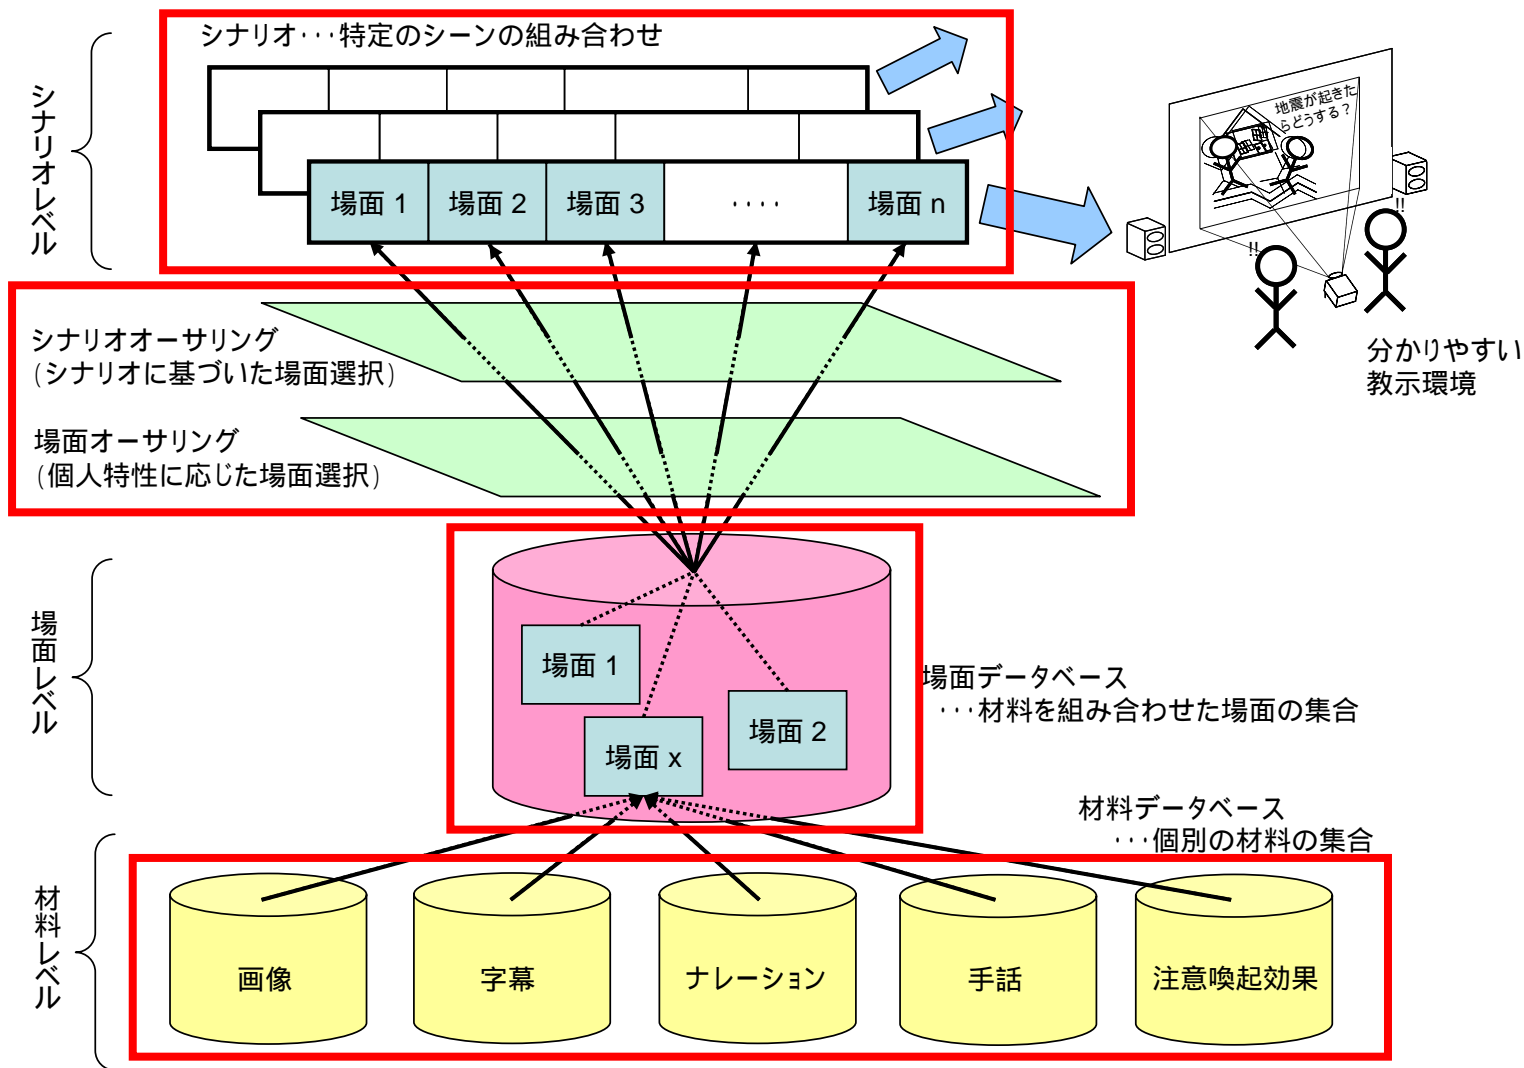 シナリオ･･･特定のシーンの組み合わせ
シナリオレベル
場面 1
場面 2
場面 3
････
場面 n
地震が起きた
らどうする？
!!
!!
分かりやすい
教示環境
シナリオオーサリング
(シナリオに基づいた場面選択)
場面オーサリング
(個人特性に応じた場面選択)
場面レベル
場面 1
場面 2
場面 x
場面データベース
･･･材料を組み合わせた場面の集合
材料データベース
･･･個別の材料の集合
材料レベル
画像
字幕
ナレーション
手話
注意喚起効果